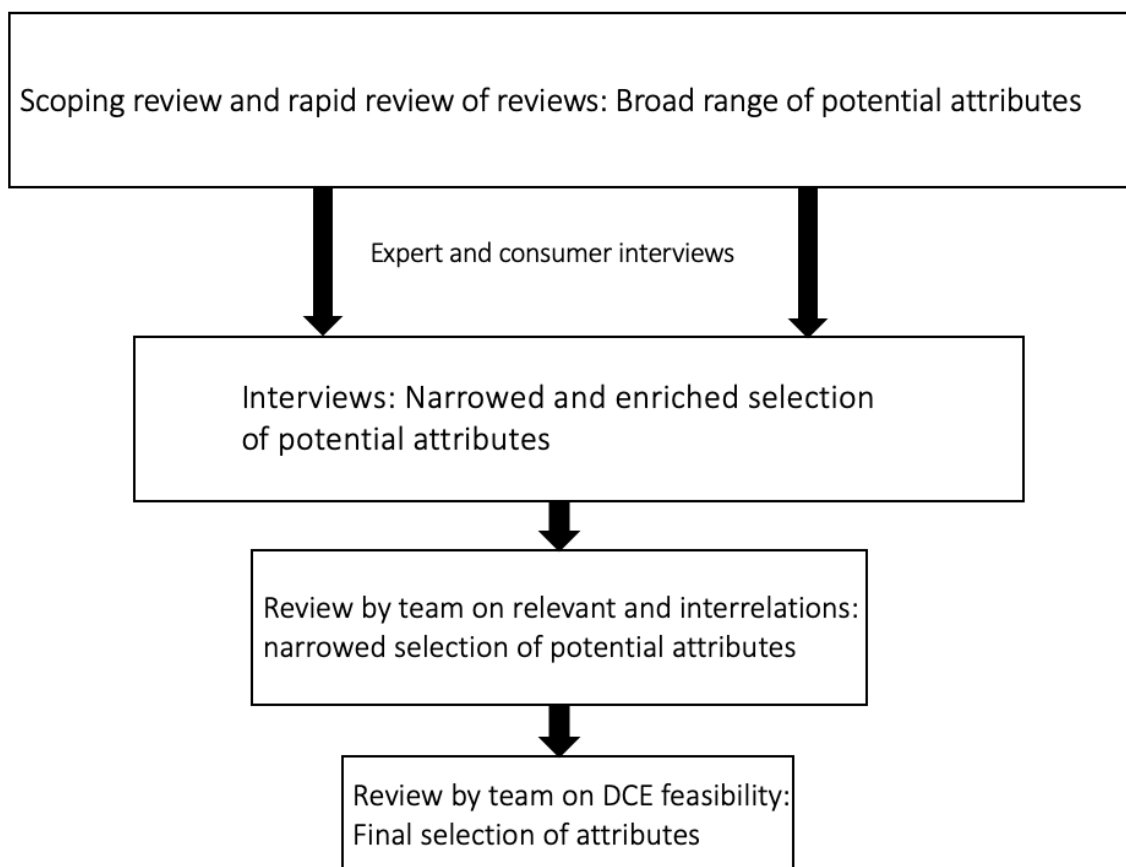 Scoping review and rapid review of reviews: Broad range of potential attributes
Expert and consumer interviews
Interviews: Narrowed and enriched selection
of potential attributes
Review by team on relevant and interrelations:
narrowed selection of potential attributes
Review by team on DCE feasibility:
Final selection of attributes